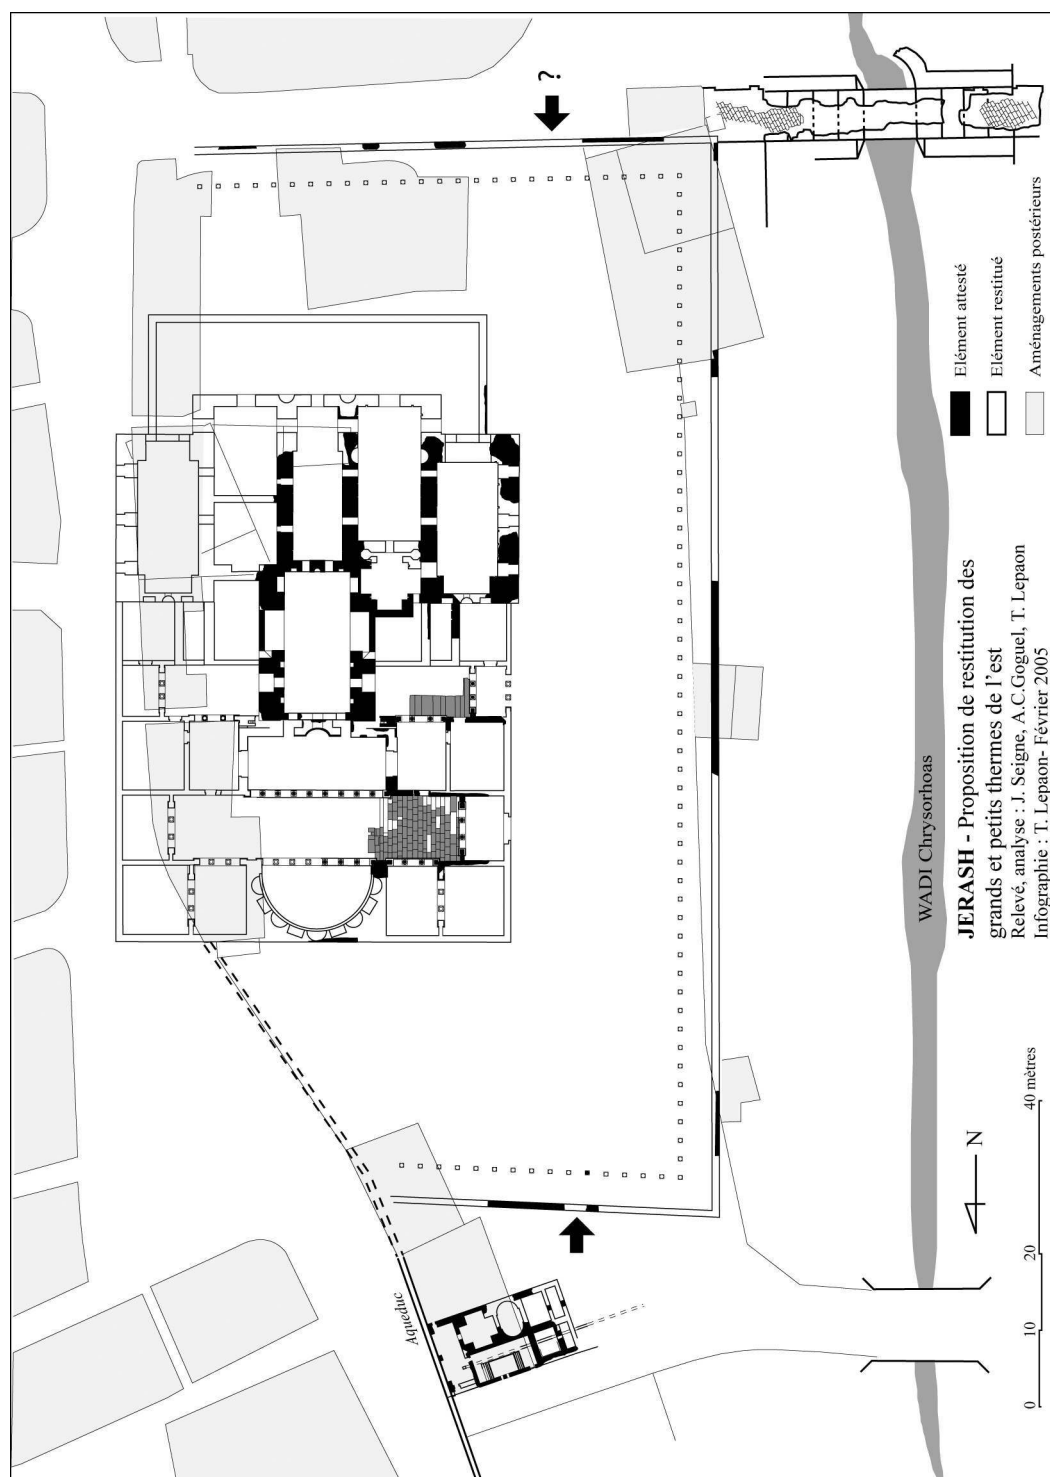 ?
Aqueduc
WADI Chrysorhoas
JERASH - Proposition de restitution des
grands et petits thermes de l'est
Relevé, analyse : J. Seigne, A.C.Goguel, T. Lepaon
Infographie : T. Lepaon- Février 2005
Elément attesté
Elément restitué
Aménagements postérieurs
N
0 10 20 40 mètres